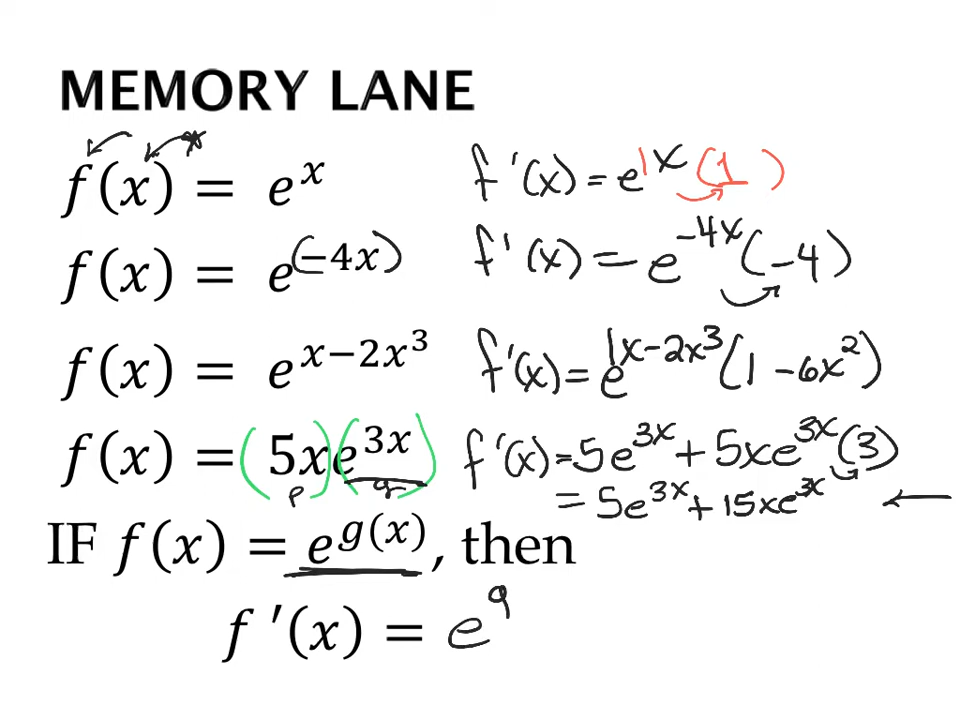 MEMORY LANE
f(x) = e^x f'(x) = e^{1x}(1)
f(x) = e^{(-4x)} f'(x) = e^{-4x}(-4)
f(x) = e^{x-2x^3} f'(x) = e^{1x-2x^3}(1-6x^2)
f(x) = (5x)(e^{3x}) f'(x) = 5e^{3x} + 5xe^{3x}(3)
p q = 5e^{3x} + 15xe^{3x} ←
IF f(x) = e^{g(x)}, then
f'(x) = e^g